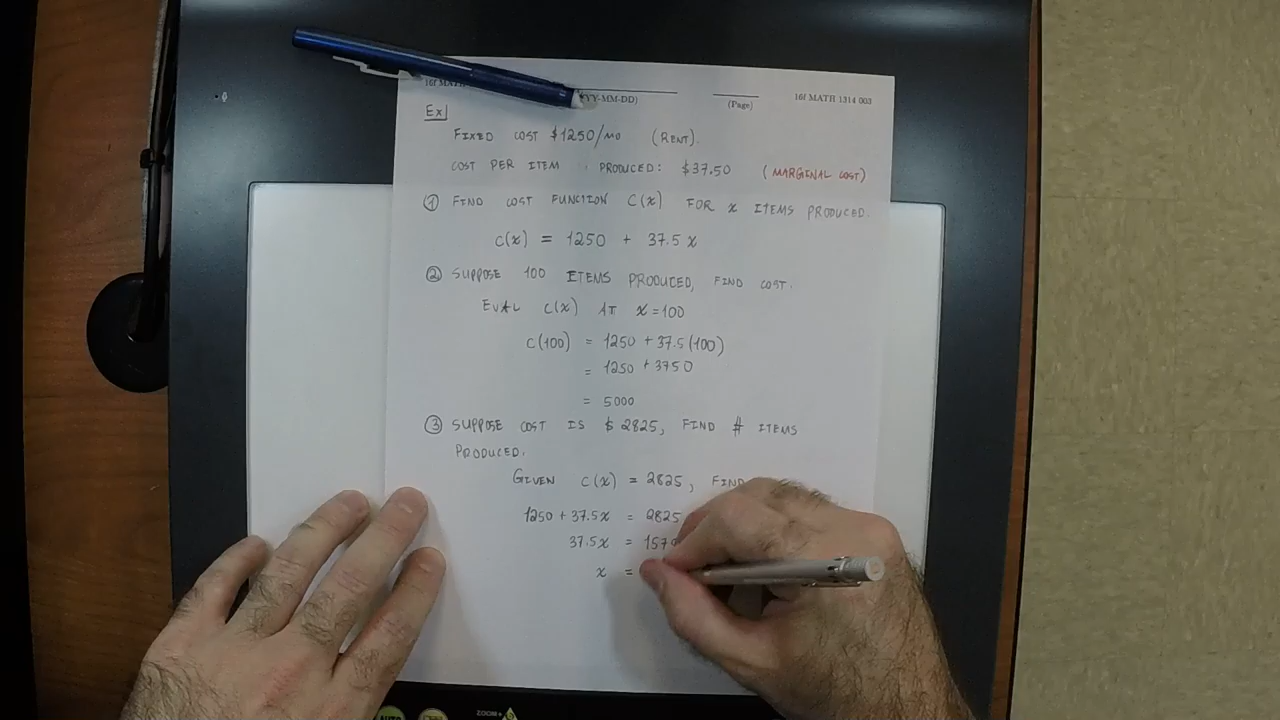 16f MATH
YY-MM-DD)
(Page)
16f MATH 1314 003
Ex
FIXED COST $1250/MO (RENT).
COST PER ITEM PRODUCED: $37.50 (MARGINAL COST)
① FIND COST FUNCTION C(x) FOR x ITEMS PRODUCED.
C(x) = 1250 + 37.5x
② SUPPOSE 100 ITEMS PRODUCED, FIND COST.
EVAL C(x) AT x=100
C(100) = 1250 + 37.5(100)
= 1250 + 3750
= 5000
③ SUPPOSE COST IS $2825, FIND # ITEMS
PRODUCED.
GIVEN C(x) = 2825, FIND
1250 + 37.5x = 2825
37.5x = 157
x =